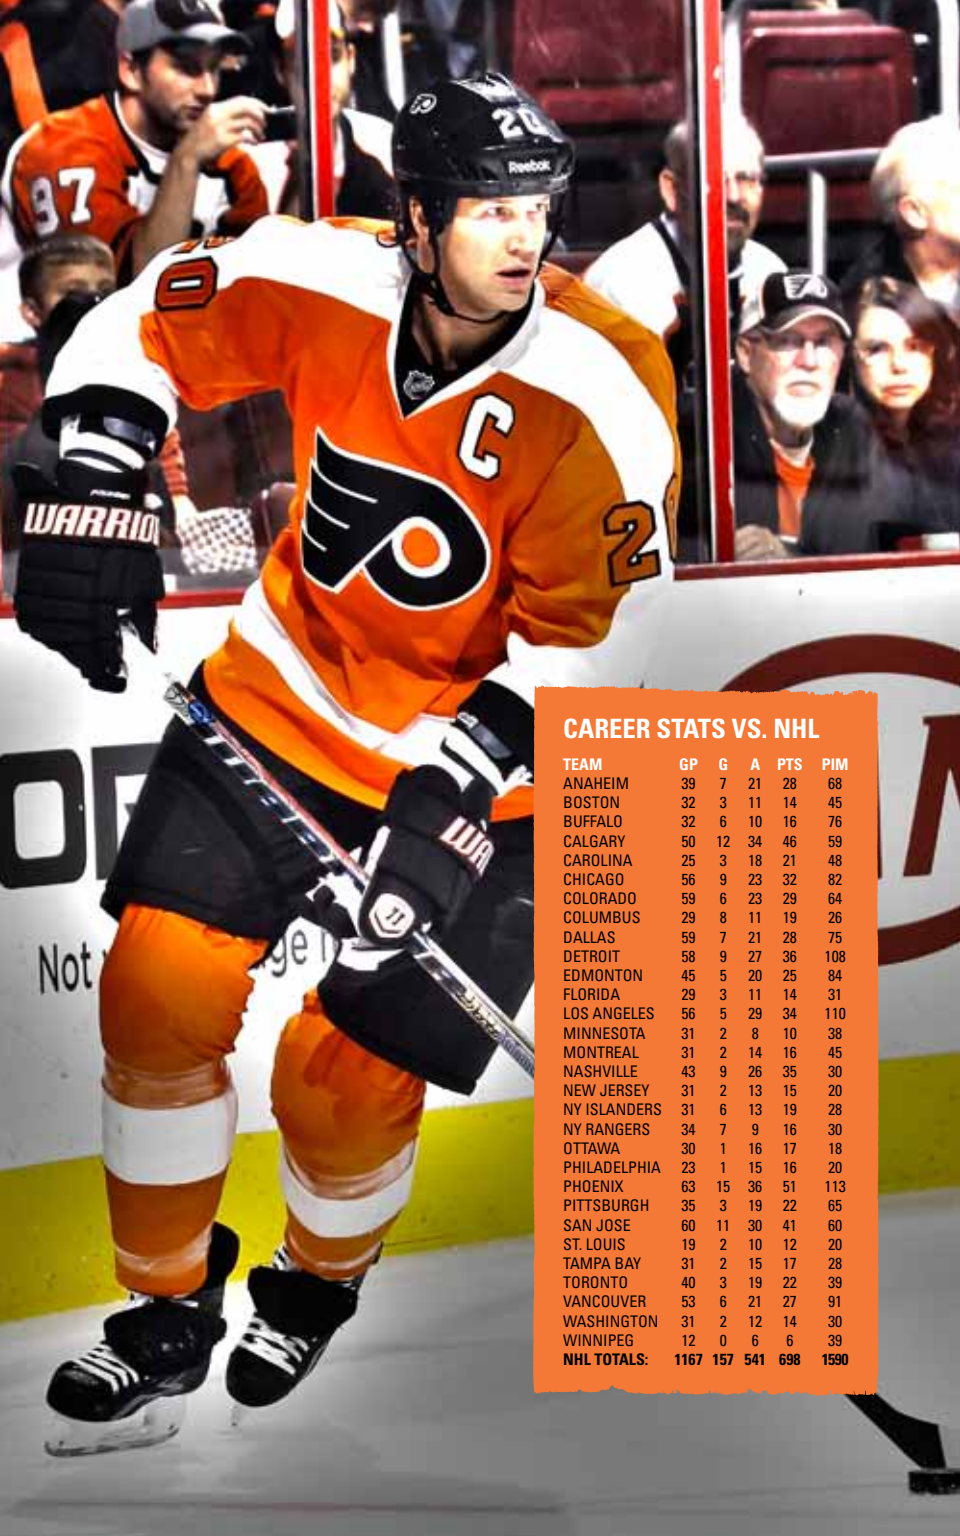 97
20
Reebok
20
C
20
WARRIO
WAR
11
Not
ge
CAREER STATS VS. NHL
TEAM GP G A PTS PIM
ANAHEIM 39 7 21 28 68
BOSTON 32 3 11 14 45
BUFFALO 32 6 10 16 76
CALGARY 50 12 34 46 59
CAROLINA 25 3 18 21 48
CHICAGO 56 9 23 32 82
COLORADO 59 6 23 29 64
COLUMBUS 29 8 11 19 26
DALLAS 59 7 21 28 75
DETROIT 58 9 27 36 108
EDMONTON 45 5 20 25 84
FLORIDA 29 3 11 14 31
LOS ANGELES 56 5 29 34 110
MINNESOTA 31 2 8 10 38
MONTREAL 31 2 14 16 45
NASHVILLE 43 9 26 35 30
NEW JERSEY 31 2 13 15 20
NY ISLANDERS 31 6 13 19 28
NY RANGERS 34 7 9 16 30
OTTAWA 30 1 16 17 18
PHILADELPHIA 23 1 15 16 20
PHOENIX 63 15 36 51 113
PITTSBURGH 35 3 19 22 65
SAN JOSE 60 11 30 41 60
ST. LOUIS 19 2 10 12 20
TAMPA BAY 31 2 15 17 28
TORONTO 40 3 19 22 39
VANCOUVER 53 6 21 27 91
WASHINGTON 31 2 12 14 30
WINNIPEG 12 0 6 6 39
NHL TOTALS: 1167 157 541 698 1590